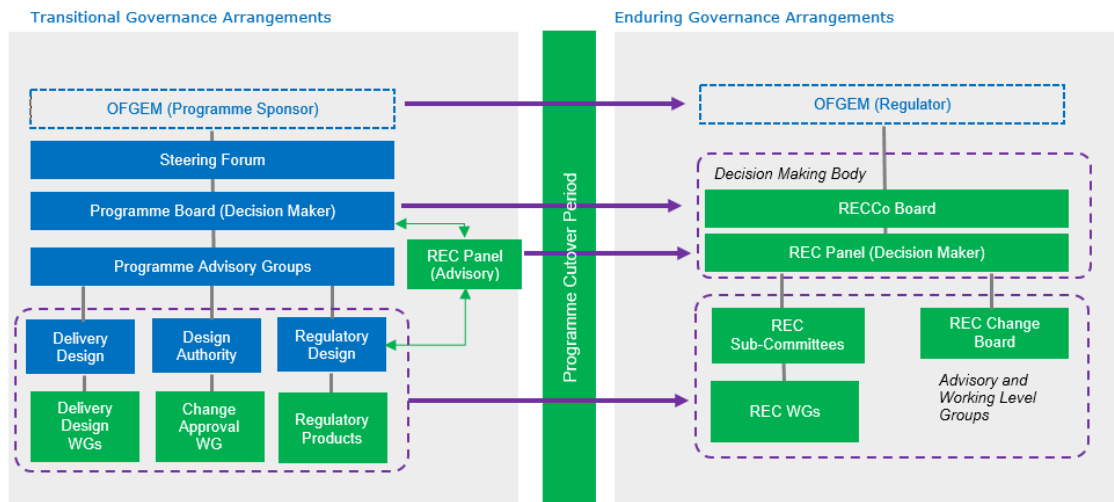 Transitional Governance Arrangements
OFGEM (Programme Sponsor)
Steering Forum
Programme Board (Decision Maker)
Programme Advisory Groups
REC Panel
(Advisory)
Delivery
Design
Design
Authority
Regulatory
Design
Delivery
Design
WGs
Change
Approval
WG
Regulatory
Products
Programme Cutover Period
Enduring Governance Arrangements
OFGEM (Regulator)
Decision Making Body
RECCo Board
REC Panel (Decision Maker)
REC
Sub-Committees
REC Change
Board
REC WGs
Advisory and
Working Level
Groups